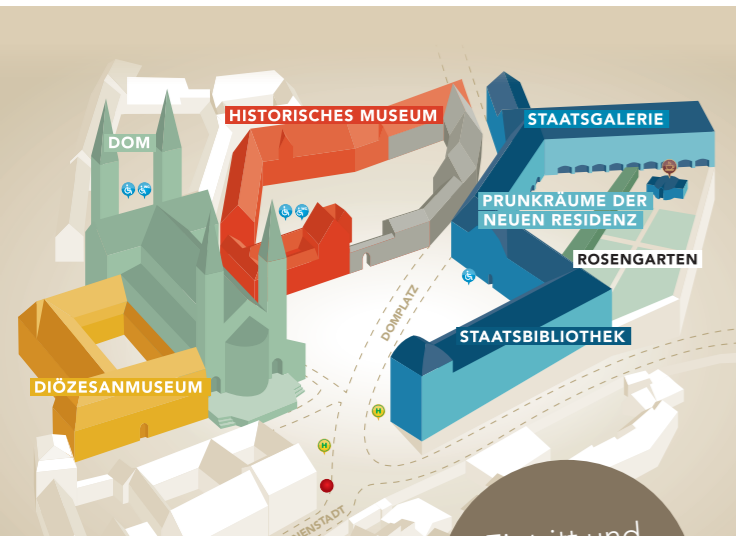 HISTORISCHES MUSEUM
STAATSGALERIE
DOM
PRUNKRÄUME DER
NEUEN RESIDENZ
ROSENGARTEN
DOMPLATZ
STAATSBIBLIOTHEK
DIÖZESANMUSEUM
H
H